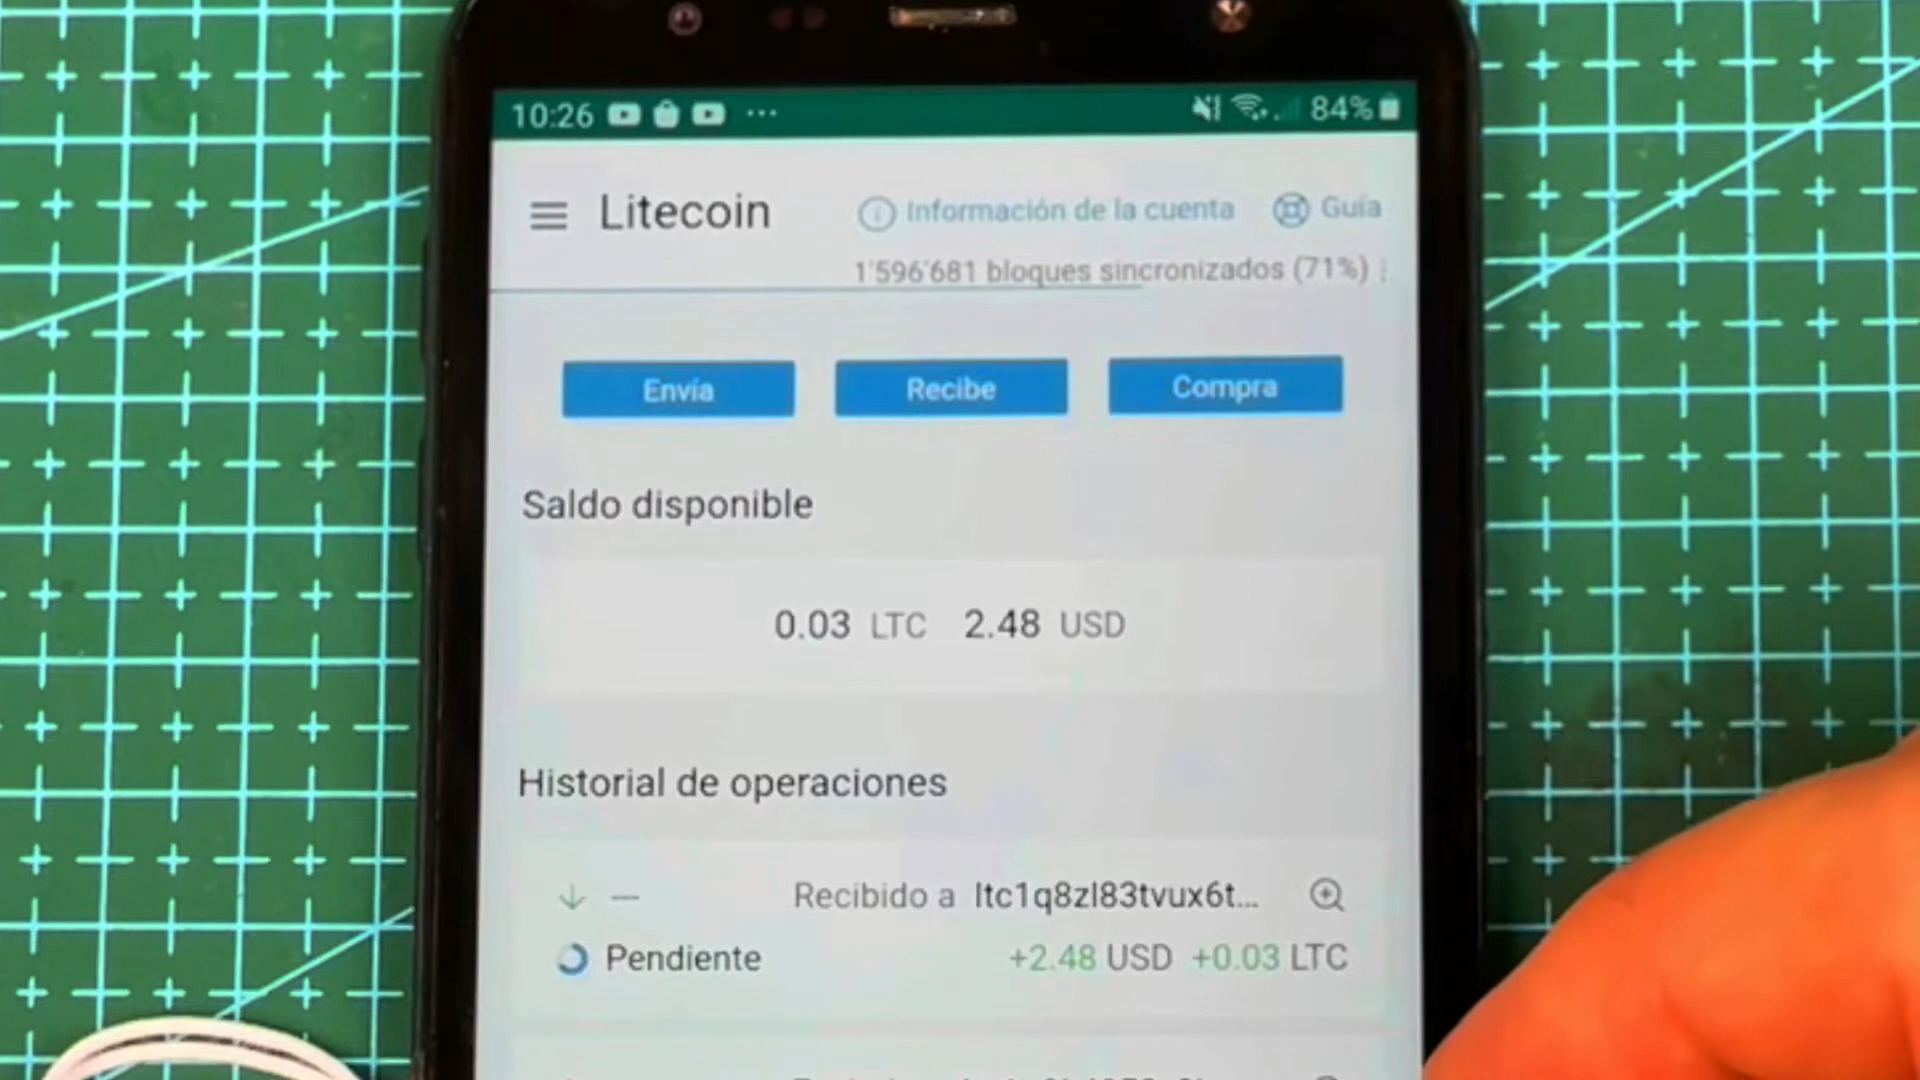 10:26 84%
Litecoin Información de la cuenta Guía
1'596'681 bloques sincronizados (71%)
Envía Recibe Compra
Saldo disponible
0.03 LTC 2.48 USD
Historial de operaciones
Recibido a ltc1q8zl83tvux6t...
Pendiente +2.48 USD +0.03 LTC